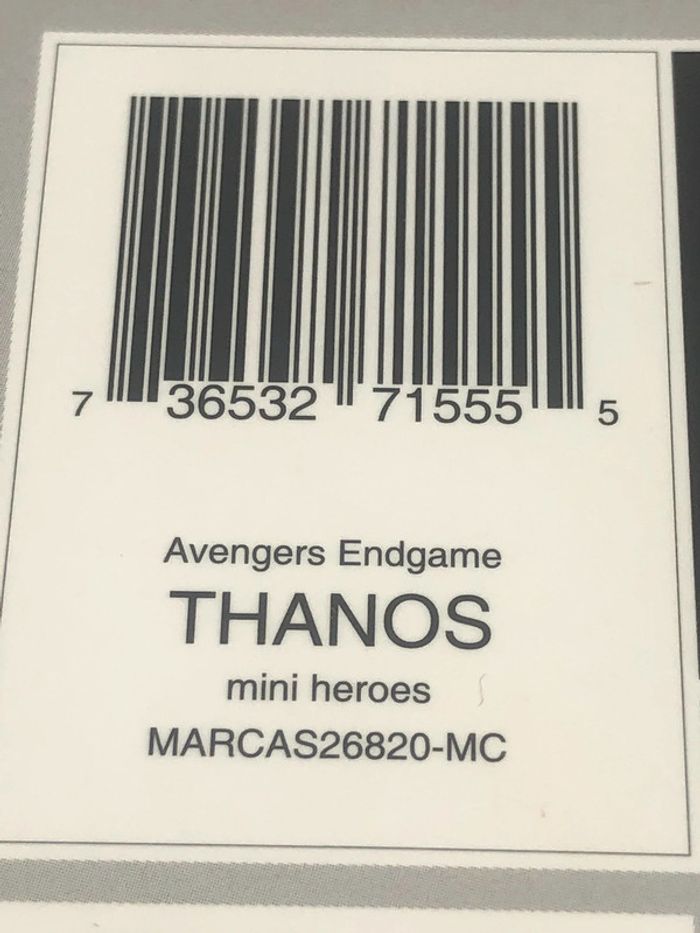 7 36532 71555 5
Avengers Endgame
THANOS
mini heroes
MARCAS26820-MC